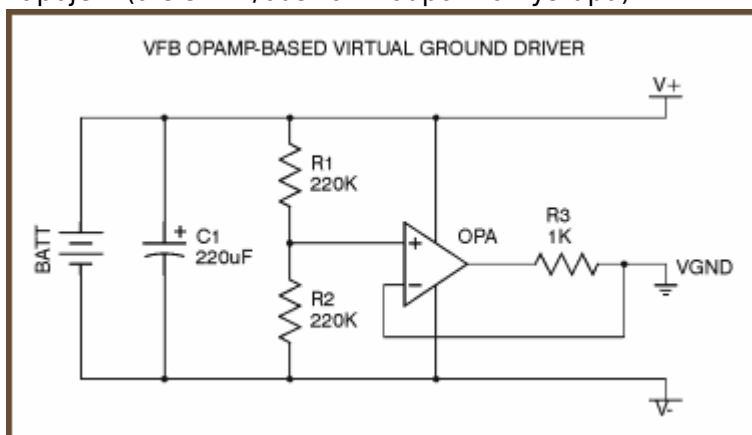 VFB OPAMP-BASED VIRTUAL GROUND DRIVER
V+
R1
220K
BATT
+
C1
220uF
+
OPA
R3
1K
VGND
−
R2
220K
V-